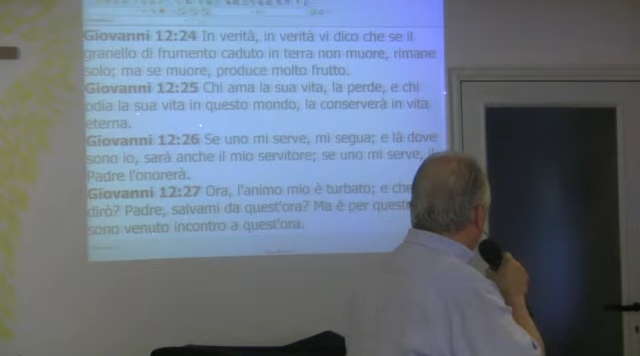 Giovanni 12:24 In verità, in verità vi dico che se il
granello di frumento caduto in terra non muore, rimane
solo; ma se muore, produce molto frutto.
Giovanni 12:25 Chi ama la sua vita, la perde, e chi
odia la sua vita in questo mondo, la conserverà in vita
eterna.
Giovanni 12:26 Se uno mi serve, mi segua; e là dove
sono io, sarà anche il mio servitore; se uno mi serve,
Padre l'onorerà.
Giovanni 12:27 Ora, l'animo mio è turbato; e che
dirò? Padre, salvami da quest'ora? Ma è per
sono venuto incontro a quest'ora.